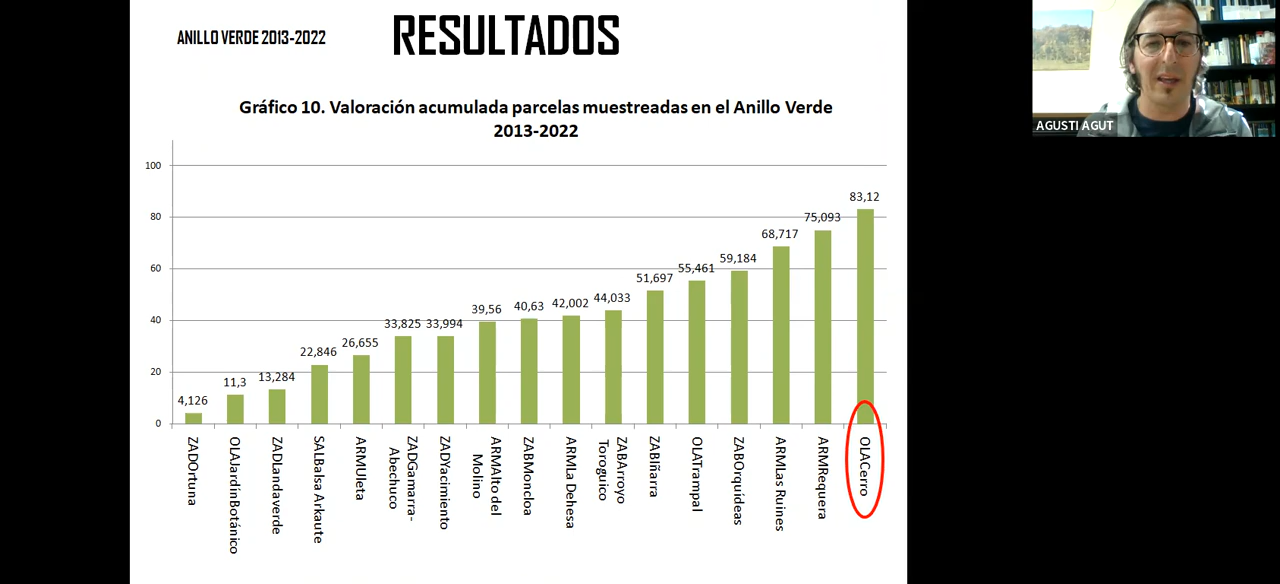 ANILLO VERDE 2013-2022
RESULTADOS
AGUSTI AGUT
Gráfico 10. Valoración acumulada parcelas muestreadas en el Anillo Verde
2013-2022
100
80
60
40
20
0
4,126
11,3
13,284
22,846
26,655
33,825
33,994
39,56
40,63
42,002
44,033
51,697
55,461
59,184
68,717
75,093
83,12
ZADOrtuna
OLAJardínBotánico
ZADLandaverde
SALBalsa Arkaute
ARMUleta
ZADGamarra-
Abechuco
ZADYacimiento
ARMAlto del
Molino
ZABMoncloa
ARMLa Dehesa
ZABArroyo
Toroguico
ZABIñarra
OLATrampal
ZABOrquídeas
ARMLas Ruines
ARMRequera
OLACerro